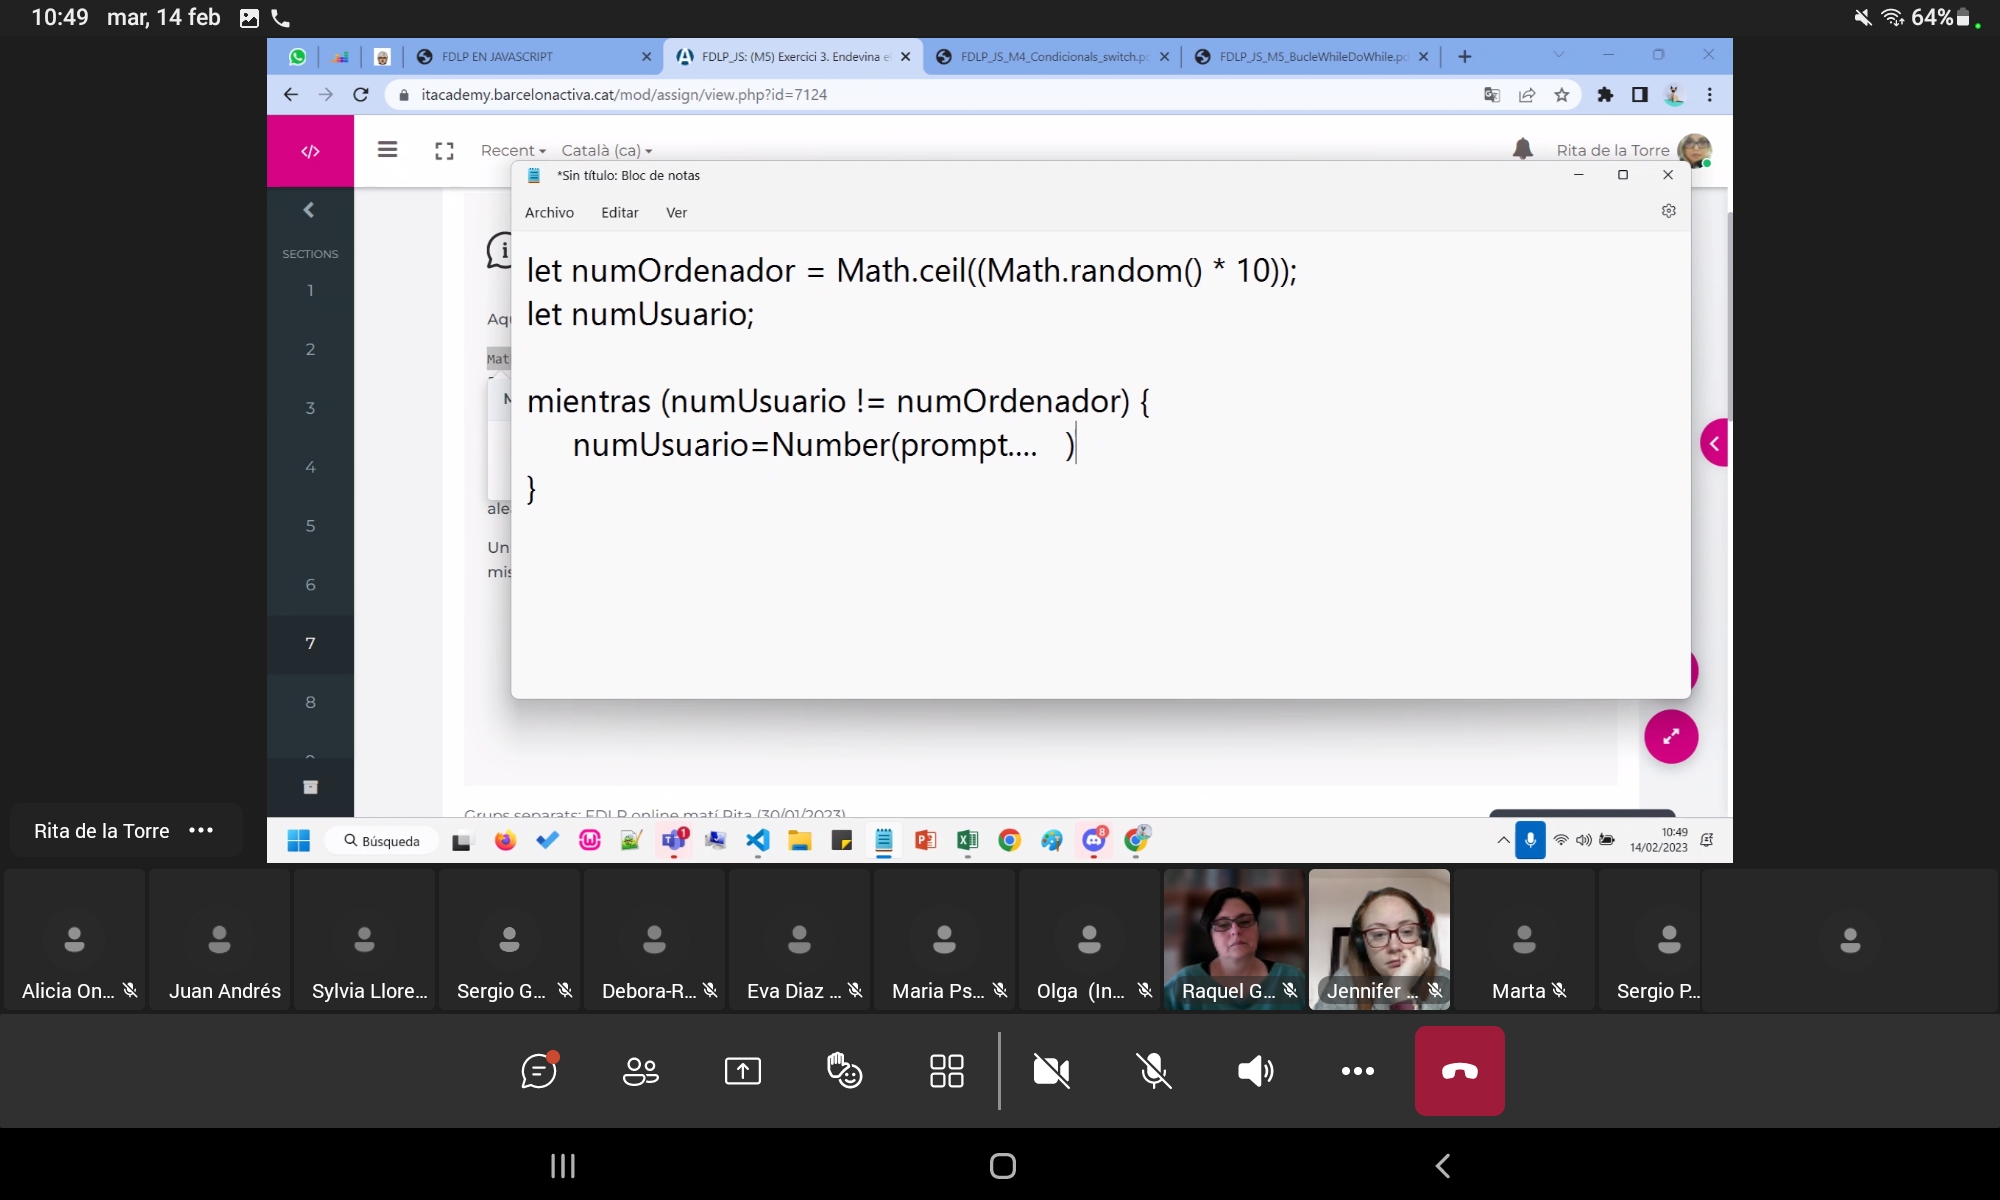 10:49 mar, 14 feb
64%
FDLP EN JAVASCRIPT
FDLP_JS: (M5) Exercici 3. Endevina e
FDLP_JS_M4_Condicionals_switch.p
FDLP_JS_M5_BucleWhileDoWhile.p
itacademy.barcelonactiva.cat/mod/assign/view.php?id=7124
Recent
Català (ca)
Rita de la Torre
*Sin título: Bloc de notas
Archivo Editar Ver
SECTIONS
1
2
3
4
5
6
7
8
Mat
ale
Un
mis
let numOrdenador = Math.ceil((Math.random() * 10));
let numUsuario;
mientras (numUsuario != numOrdenador) {
numUsuario=Number(prompt.... )
}
Grups separats: FDLP online matí Rita (30/01/2023)
Rita de la Torre
Búsqueda
1
8
10:49
14/02/2023
Alicia On...
Juan Andrés
Sylvia Llore...
Sergio G...
Debora-R...
Eva Diaz ...
Maria Ps...
Olga (In...
Raquel G...
Jennifer ...
Marta
Sergio P...